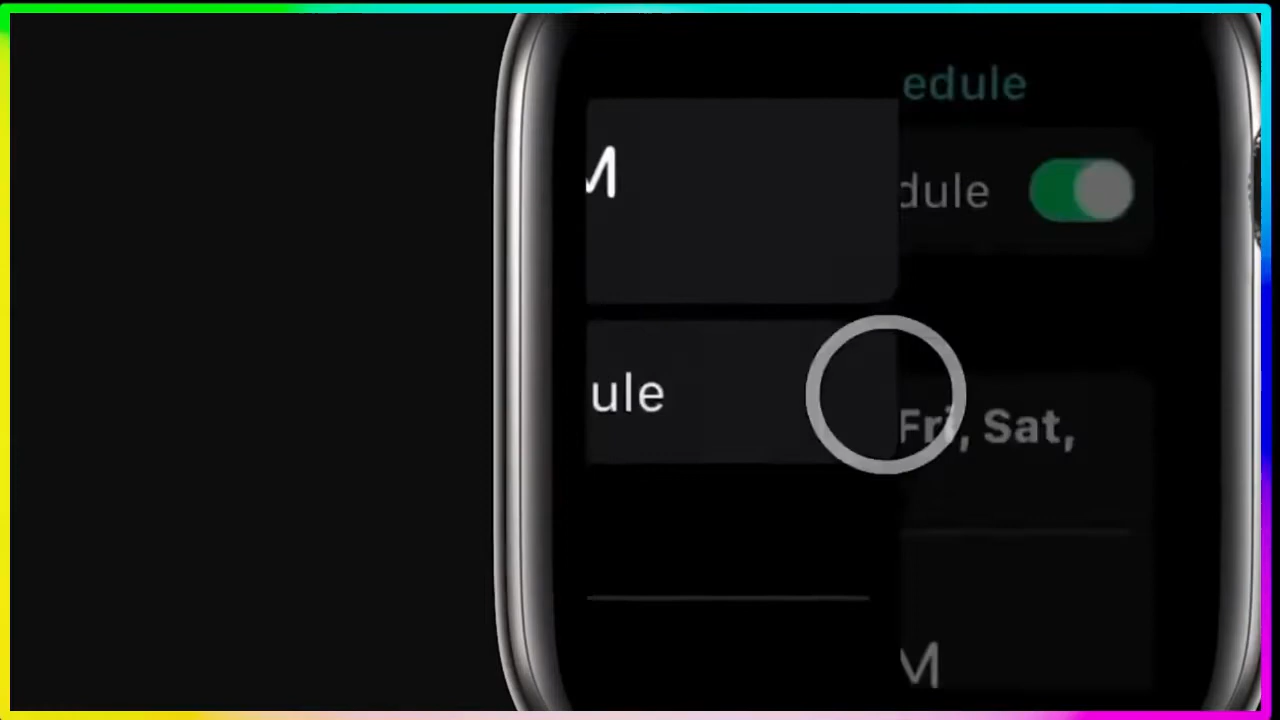 edule
M
dule
ule
Fri, Sat,
M